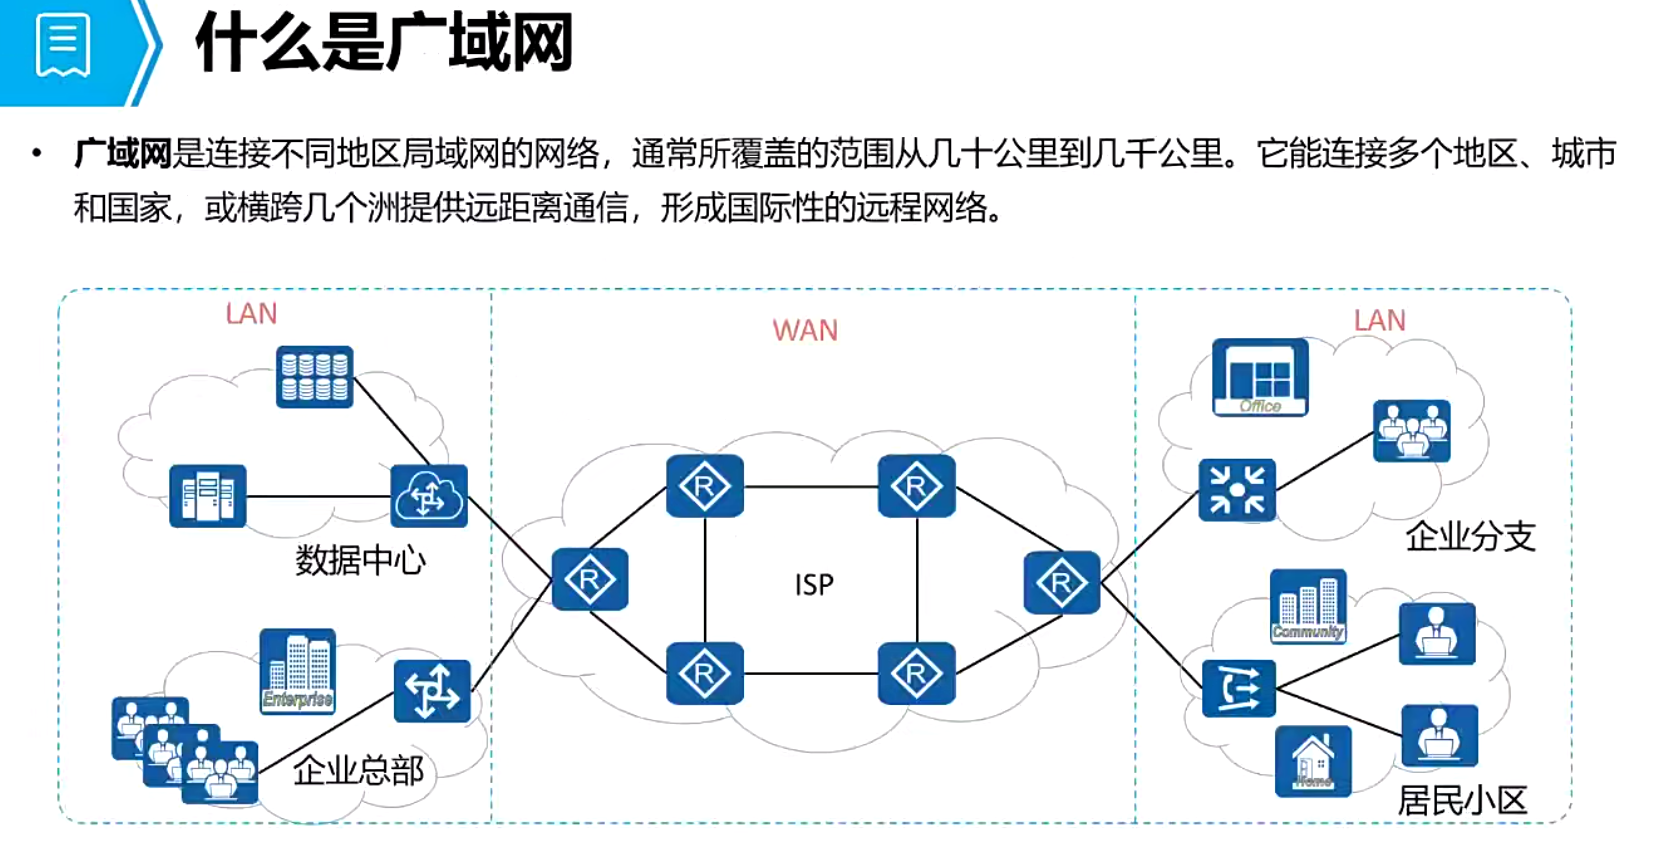 什么是广域网
• 广域网是连接不同地区局域网的网络，通常所覆盖的范围从几十公里到几千公里。它能连接多个地区、城市
和国家，或横跨几个洲提供远距离通信，形成国际性的远程网络。
LAN
WAN
LAN
Office
R
R
企业分支
数据中心
R
ISP
R
Community
Enterprise
R
R
企业总部
Home
居民小区